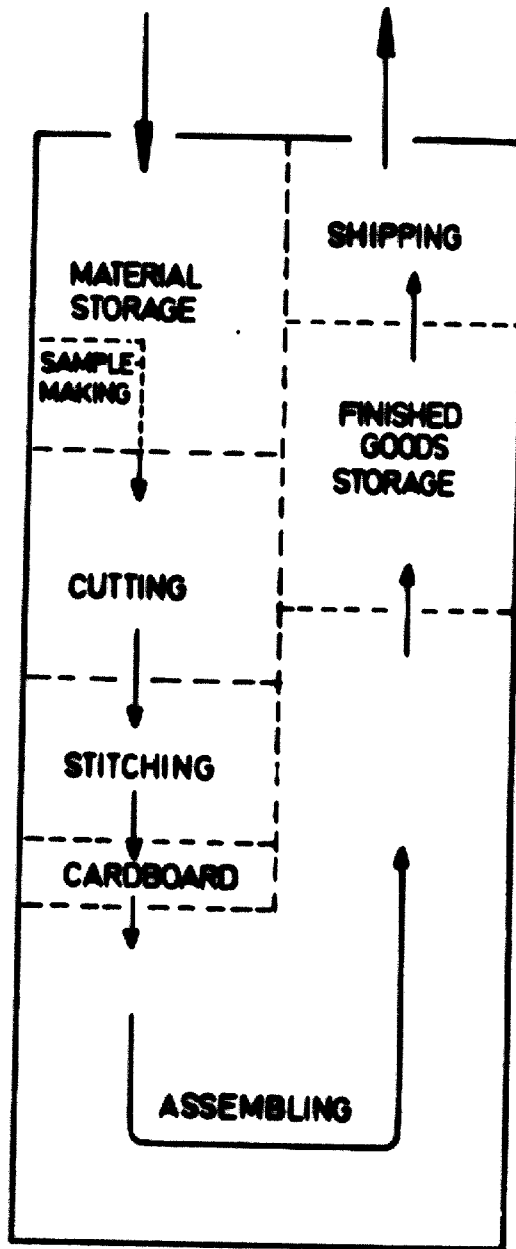 MATERIAL
STORAGE
SAMPLE-
MAKING
CUTTING
STITCHING
CARDBOARD
ASSEMBLING
FINISHED
GOODS
STORAGE
SHIPPING